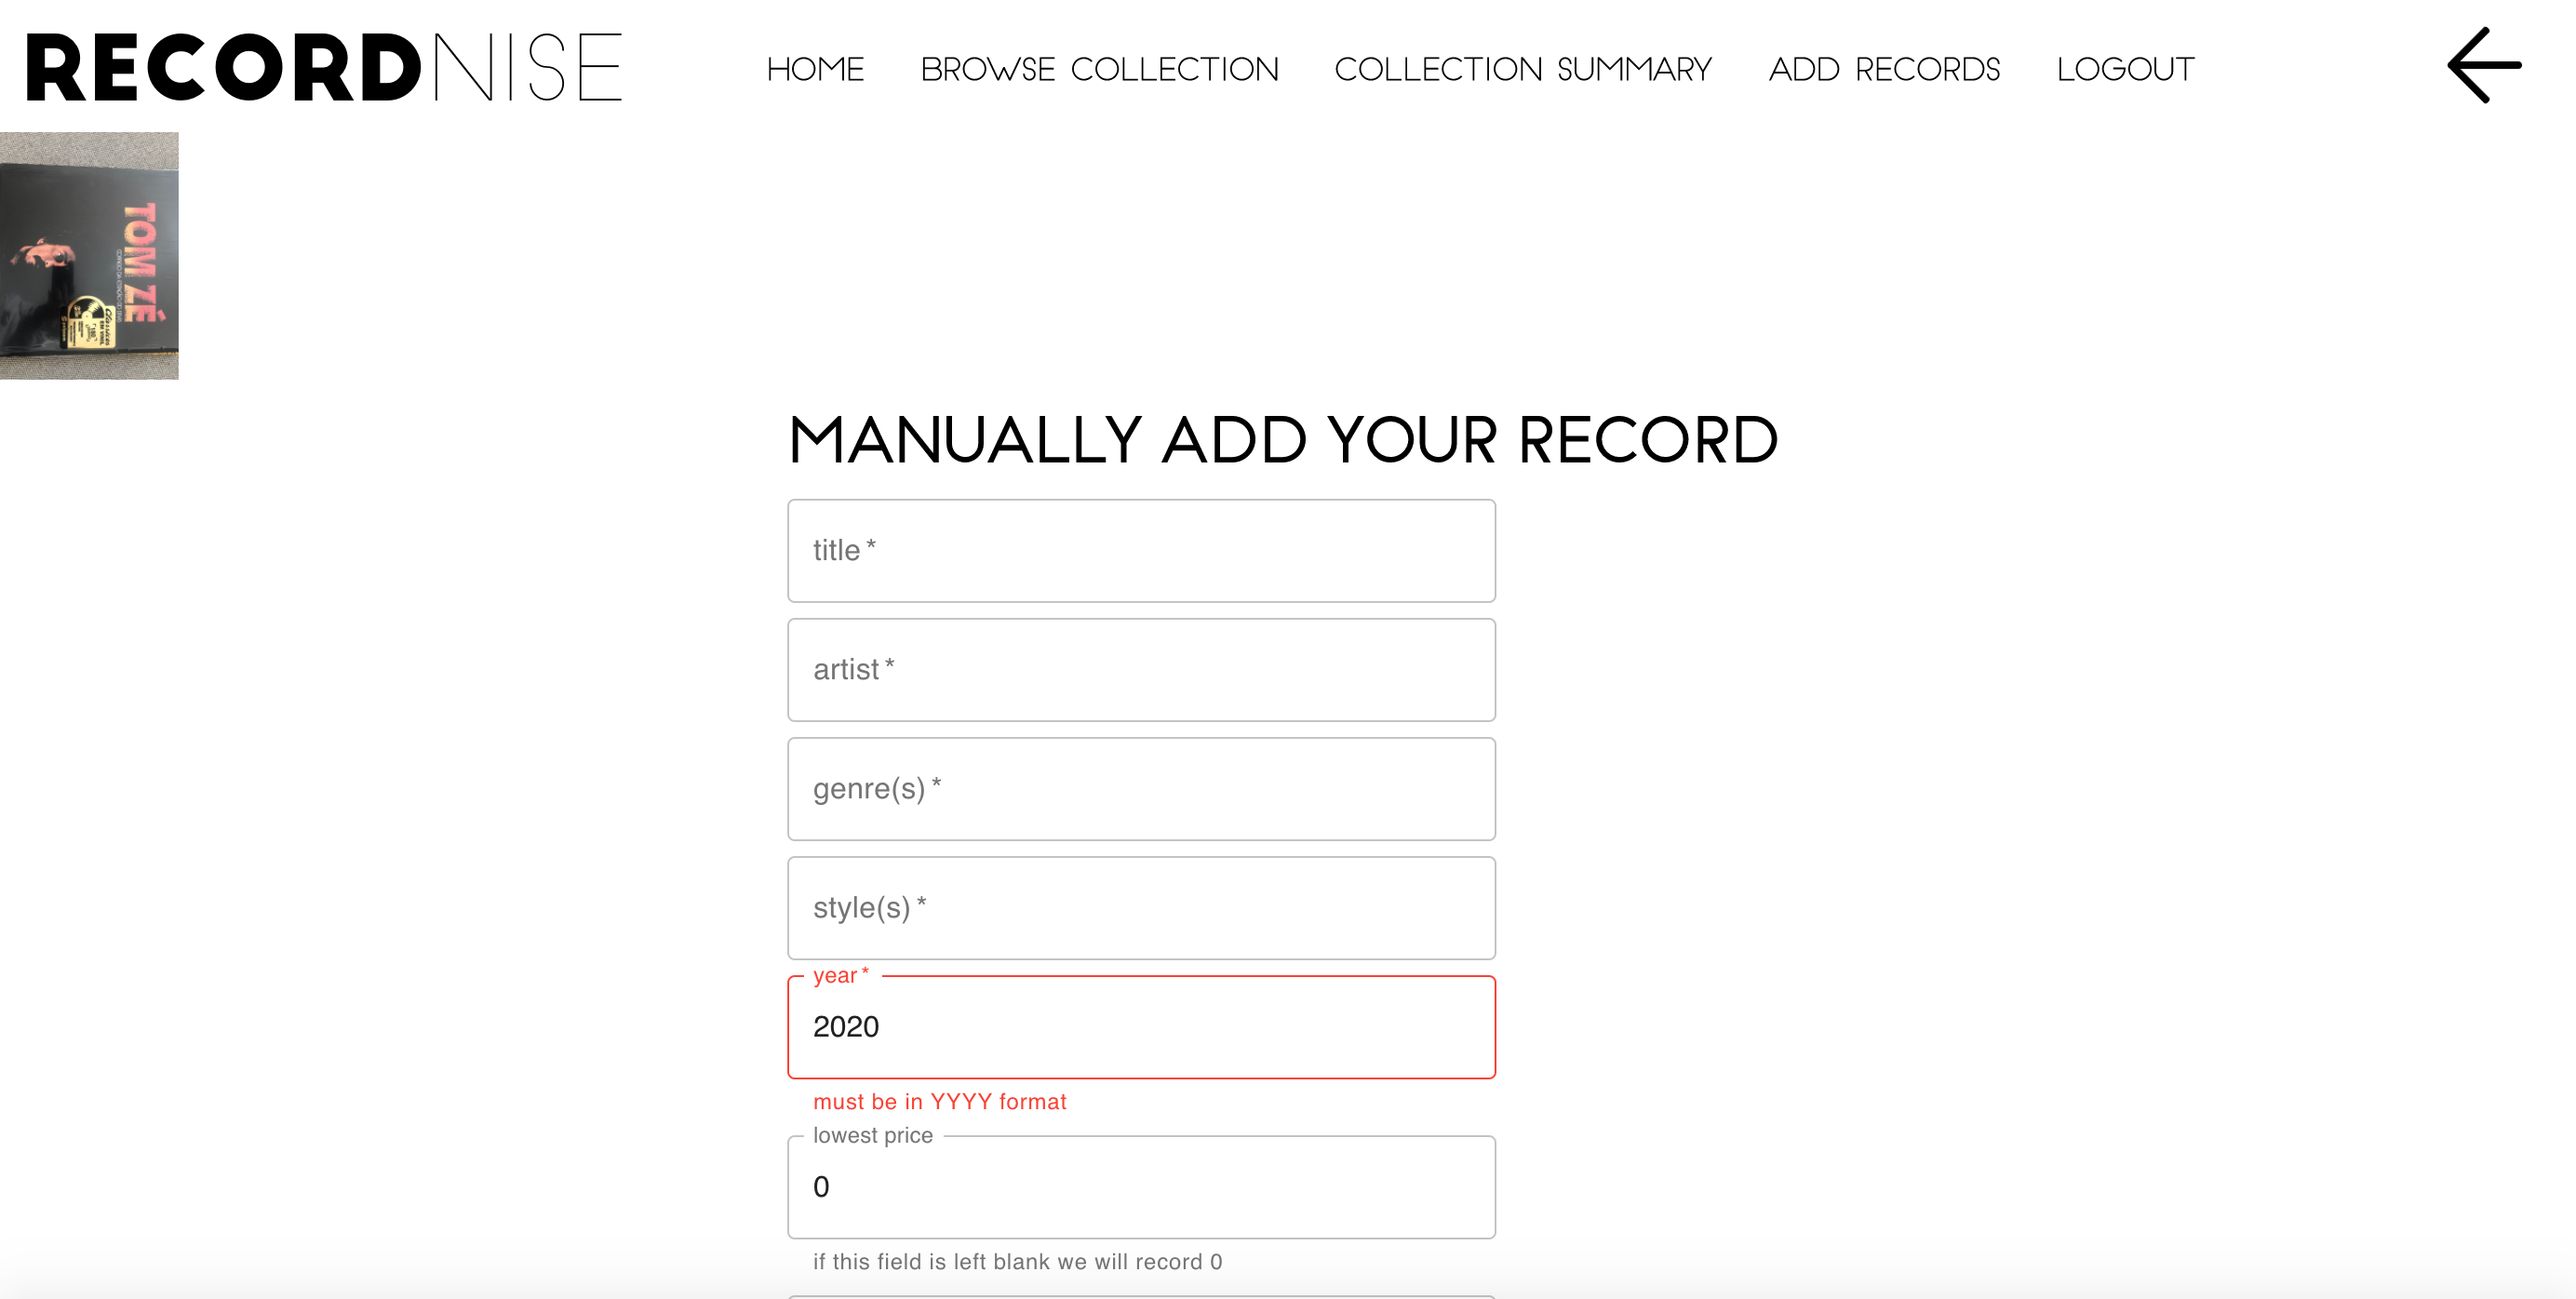 RECORDNISE
HOME BROWSE COLLECTION COLLECTION SUMMARY ADD RECORDS LOGOUT
TOM ZÉ
MANUALLY ADD YOUR RECORD
title *
artist *
genre(s) *
style(s) *
year *
2020
must be in YYYY format
lowest price
0
if this field is left blank we will record 0